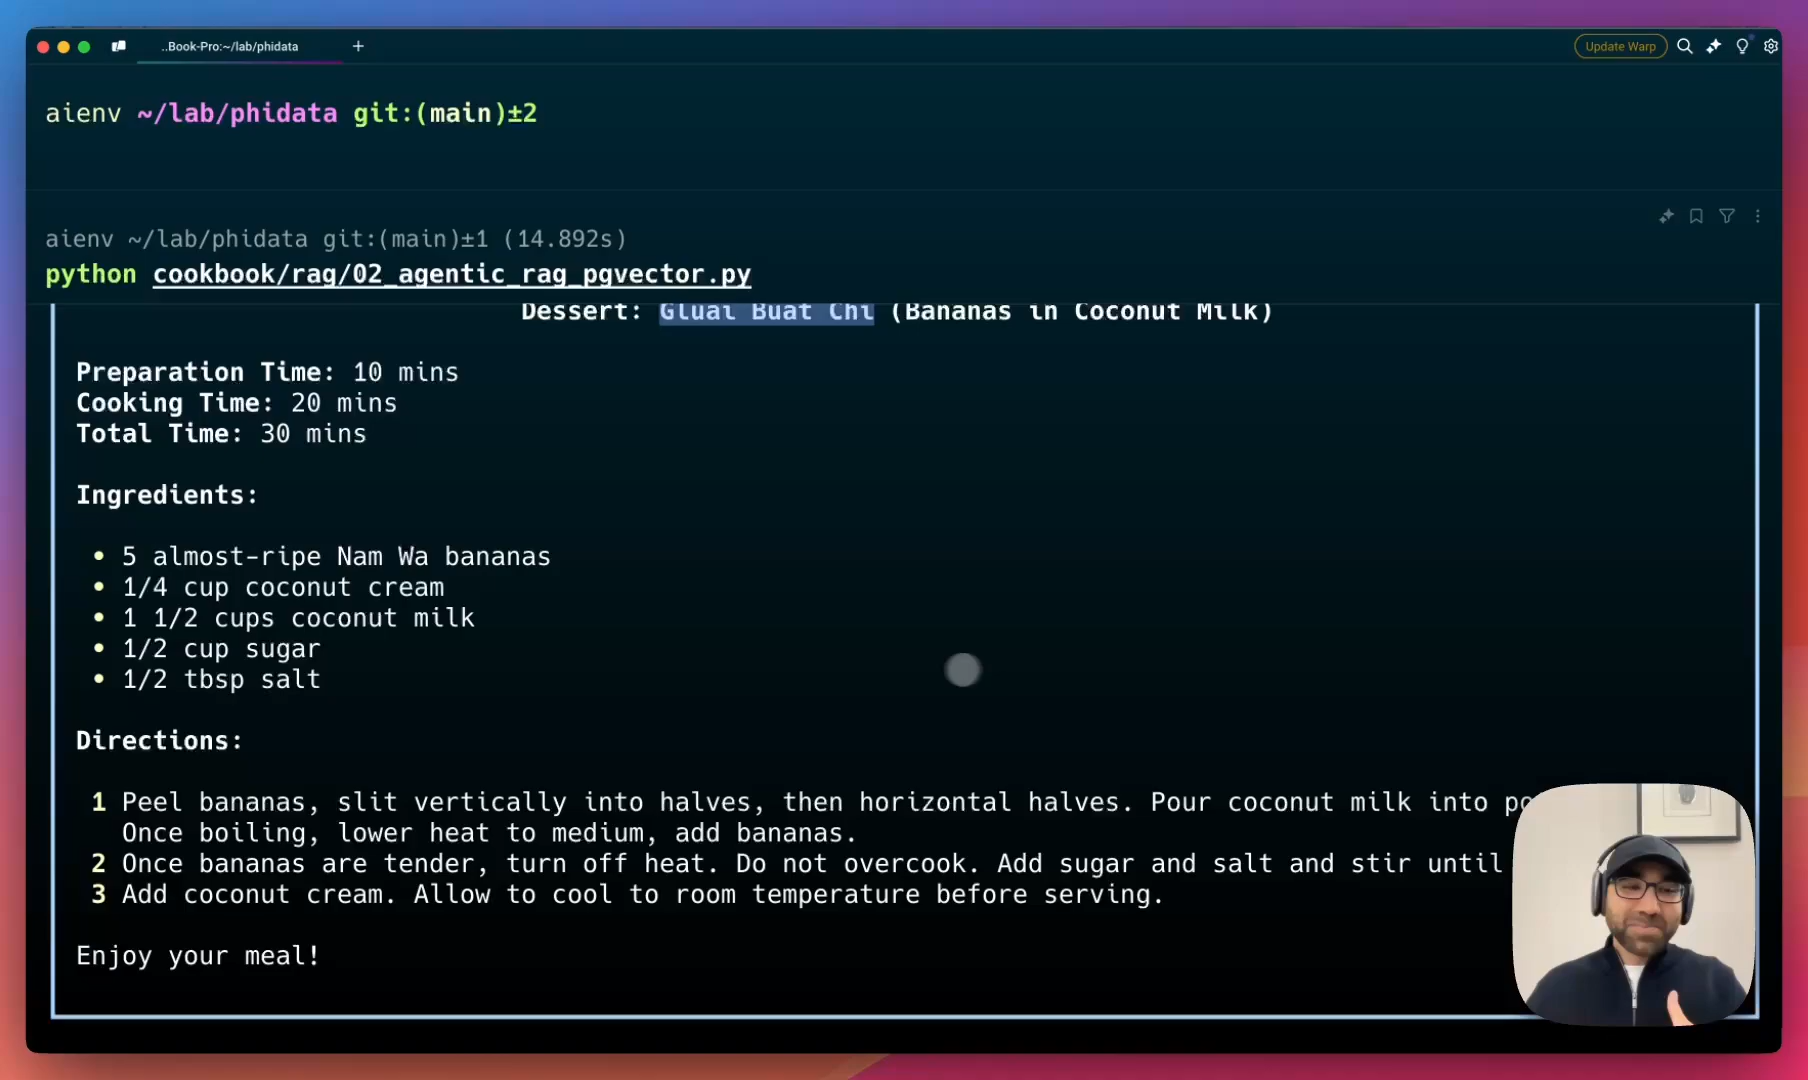 ..Book-Pro:~/lab/phidata
Update Warp
aienv ~/lab/phidata git:(main)±2
aienv ~/lab/phidata git:(main)±1 (14.892s)
python cookbook/rag/02_agentic_rag_pgvector.py
Dessert: Gluai Buat Chi (Bananas in Coconut Milk)
Preparation Time: 10 mins
Cooking Time: 20 mins
Total Time: 30 mins
Ingredients:
• 5 almost-ripe Nam Wa bananas
• 1/4 cup coconut cream
• 1 1/2 cups coconut milk
• 1/2 cup sugar
• 1/2 tbsp salt
Directions:
1 Peel bananas, slit vertically into halves, then horizontal halves. Pour coconut milk into
Once boiling, lower heat to medium, add bananas.
2 Once bananas are tender, turn off heat. Do not overcook. Add sugar and salt and stir until
3 Add coconut cream. Allow to cool to room temperature before serving.
Enjoy your meal!